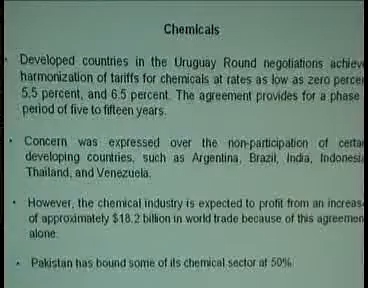 Chemicals
• Developed countries in the Uruguay Round negotiations achiev
harmonization of tariffs for chemicals at rates as low as zero perce
5.5 percent, and 6.5 percent. The agreement provides for a phase
period of five to fifteen years.
• Concern was expressed over the non-participation of certa
developing countries, such as Argentina, Brazil, India, Indonesi
Thailand, and Venezuela.
• However, the chemical industry is expected to profit from an increas
of approximately $18.2 billion in world trade because of this agreemen
alone.
• Pakistan has bound some of its chemical sector at 50%